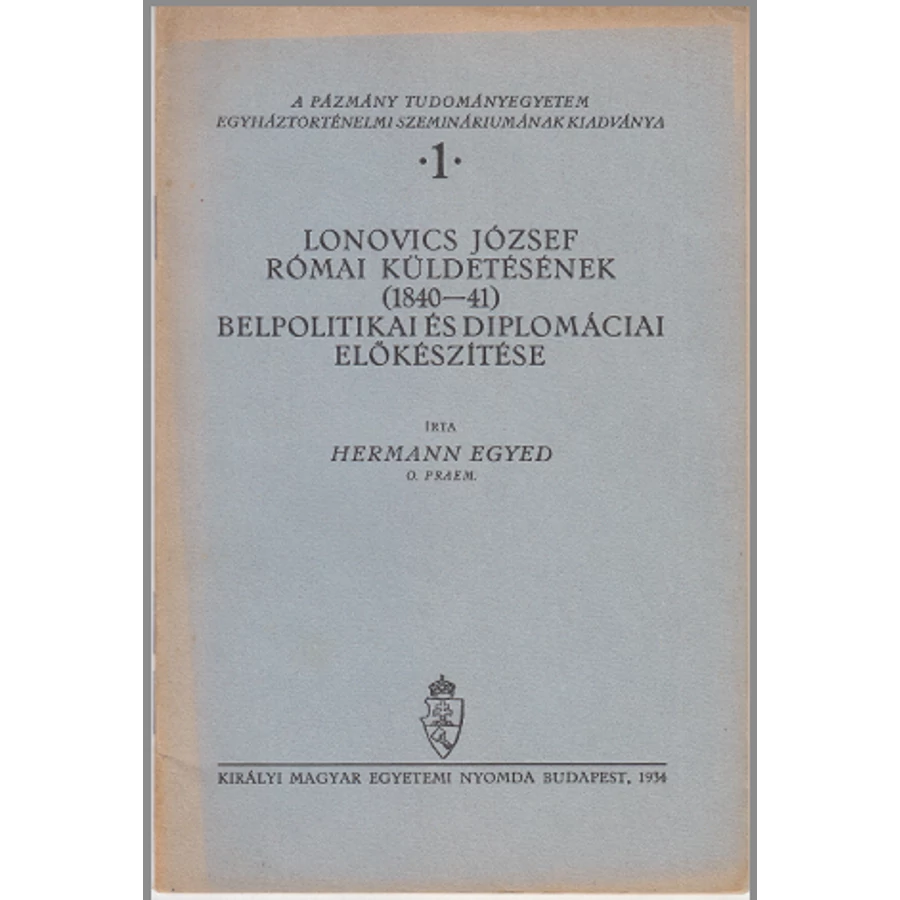 A PÁZMÁNY TUDOMÁNYEGYETEM
EGYHÁZTÖRTÉNELMI SZEMINÁRIUMÁNAK KIADVÁNYA
·1·
LONOVICS JÓZSEF
RÓMAI KÜLDETÉSÉNEK
(1840—41)
BELPOLITIKAI ÉS DIPLOMÁCIAI
ELŐKÉSZÍTÉSE
ÍRTA
HERMANN EGYED
O. PRAEM.
KIRÁLYI MAGYAR EGYETEMI NYOMDA BUDAPEST, 1934